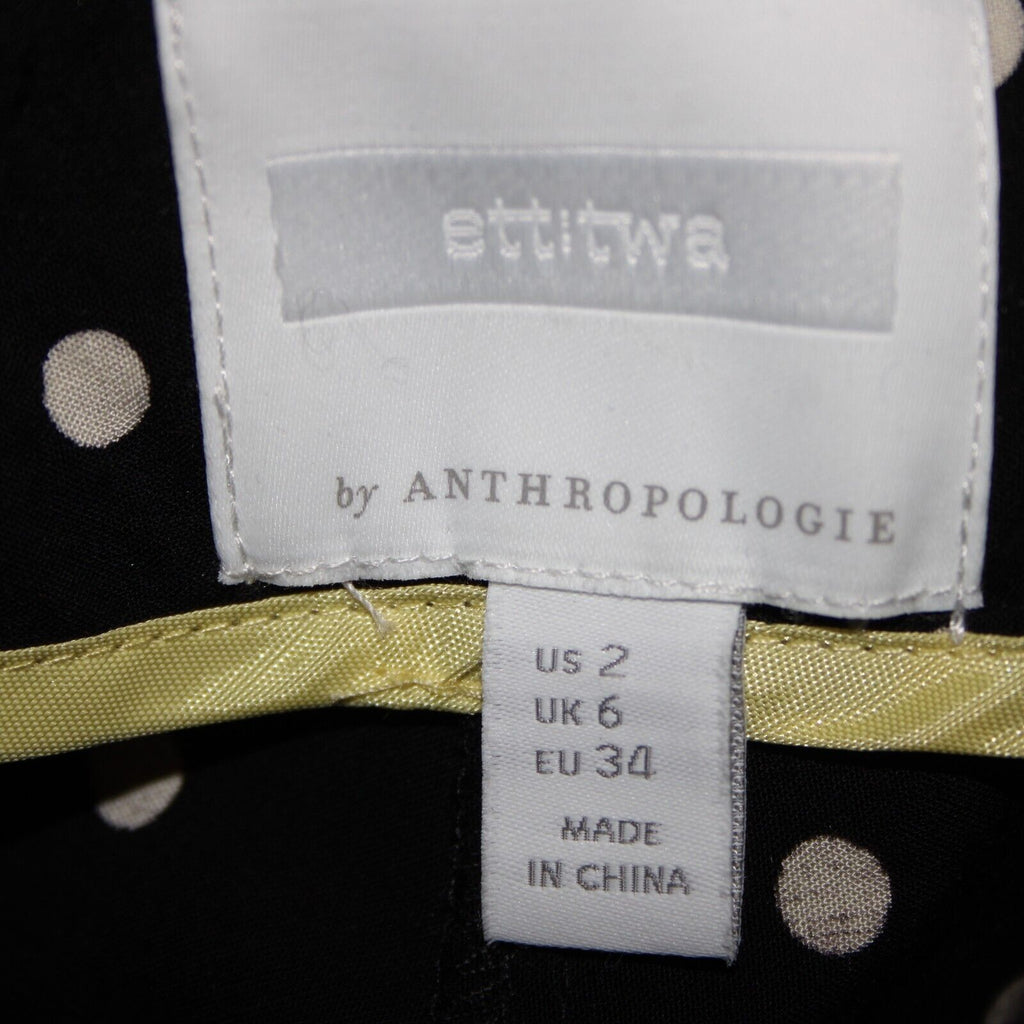 ettitwa
by ANTHROPOLOGIE
US 2
UK 6
EU 34
MADE
IN CHINA